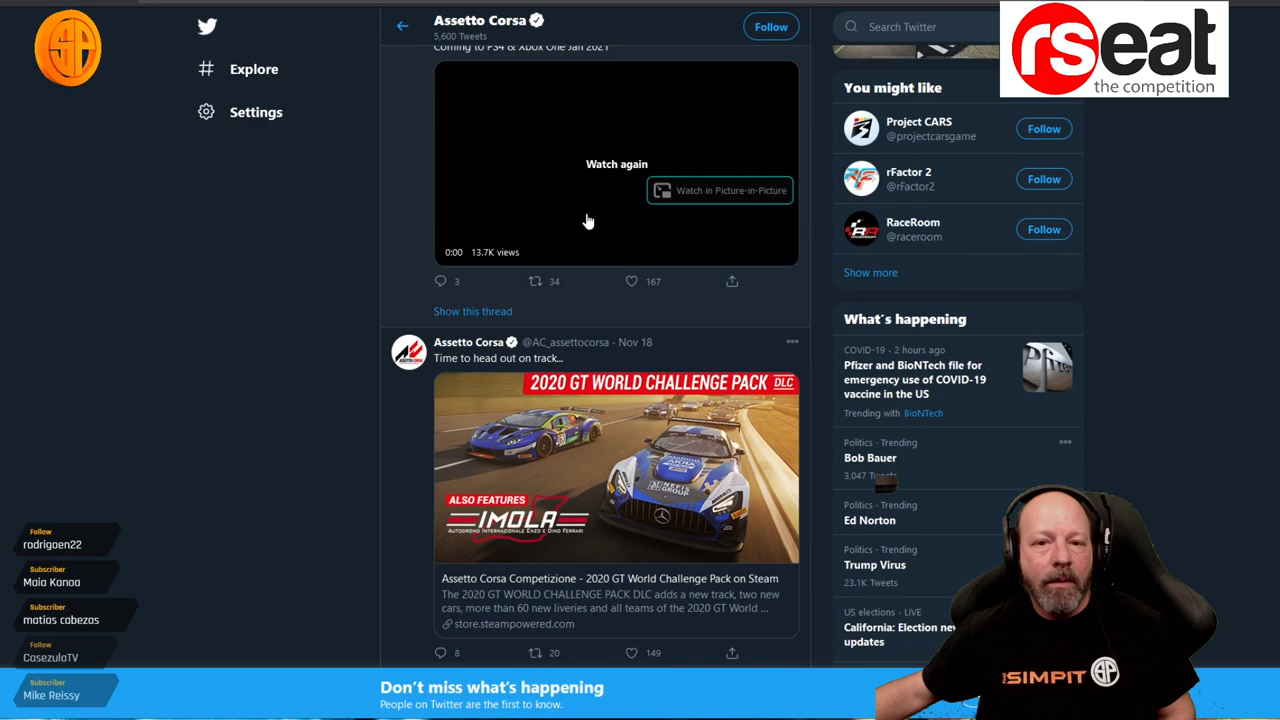 SP
Explore
Settings
Assetto Corsa
5,600 Tweets
Follow
Coming to PS4 & Xbox One Jan 2021
Watch again
Watch in Picture-in-Picture
0:00 13.7K views
3 34 167
Show this thread
Assetto Corsa @AC_assettocorsa · Nov 18
Time to head out on track...
2020 GT WORLD CHALLENGE PACK DLC
ALSO FEATURES
IMOLA
AUTODROMO INTERNAZIONALE ENZO E DINO FERRARI
Assetto Corsa Competizione - 2020 GT World Challenge Pack on Steam
The 2020 GT WORLD CHALLENGE PACK DLC adds a new track, two new
cars, more than 60 new liveries and all teams of the 2020 GT World ...
store.steampowered.com
8 20 149
Search Twitter
rseat
the competition
You might like
Project CARS
@projectcarsgame
Follow
rFactor 2
@rFactor2
Follow
RaceRoom
@raceroom
Follow
Show more
What's happening
COVID-19 · 2 hours ago
Pfizer and BioNTech file for
emergency use of COVID-19
vaccine in the US
Trending with BioNTech
Politics · Trending
Bob Bauer
3,047 Tweets
Politics · Trending
Ed Norton
Politics · Trending
Trump Virus
23.1K Tweets
US elections · LIVE
California: Election
updates
Follow
rodrigoen22
Subscriber
Maia Kanoa
Subscriber
matias cabezas
Follow
CasezulaTV
Subscriber
Mike Reissy
Don't miss what's happening
People on Twitter are the first to know.
THE SIMPIT SP